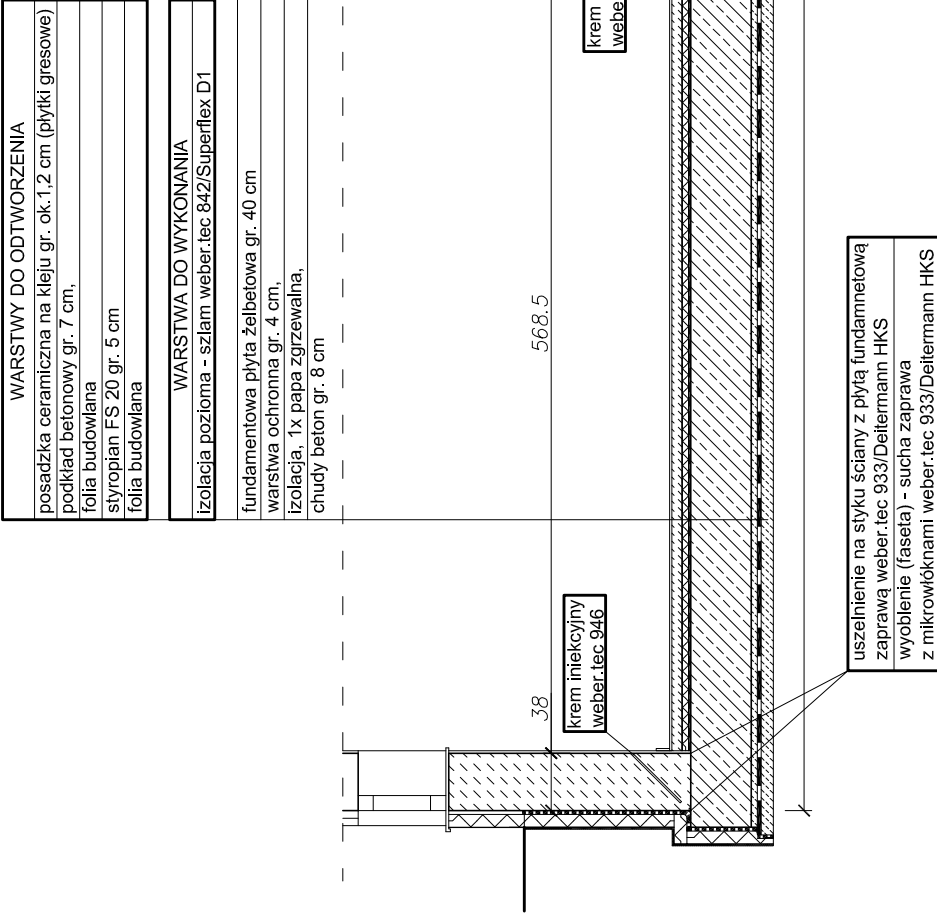 WARSTWY DO ODTWORZENIA
posadzka ceramiczna na kleju gr. ok.1,2 cm (płytki gresowe)
podkład betonowy gr. 7 cm,
folia budowlana
styropian FS 20 gr. 5 cm
folia budowlana
WARSTWA DO WYKONANIA
izolacja pozioma - szlam weber.tec 842/Superflex D1
fundamentowa płyta żelbetowa gr. 40 cm
warstwa ochronna gr. 4 cm,
izolacja, 1x papa zgrzewalna,
chudy beton gr. 8 cm
568.5
38
krem iniekcyjny
weber.tec 946
krem
webe
uszelnienie na styku ściany z płytą fundamnetową
zaprawą weber.tec 933/Deitermann HKS
wyoblenie (faseta) - sucha zaprawa
z mikrowłóknami weber.tec 933/Deitermann HKS